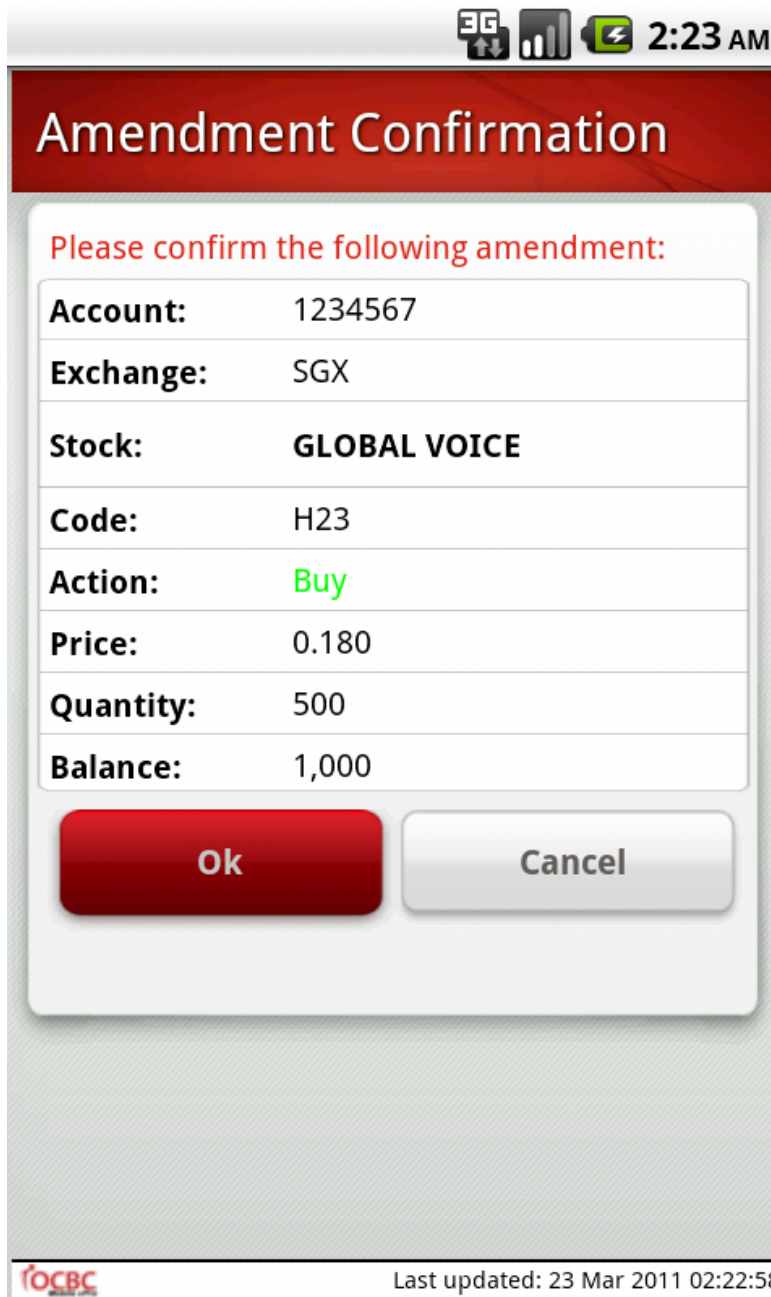 3G 2:23 AM
Amendment Confirmation
Please confirm the following amendment:
Account: 1234567
Exchange: SGX
Stock: GLOBAL VOICE
Code: H23
Action: Buy
Price: 0.180
Quantity: 500
Balance: 1,000
Ok Cancel
OCBC Last updated: 23 Mar 2011 02:22:58